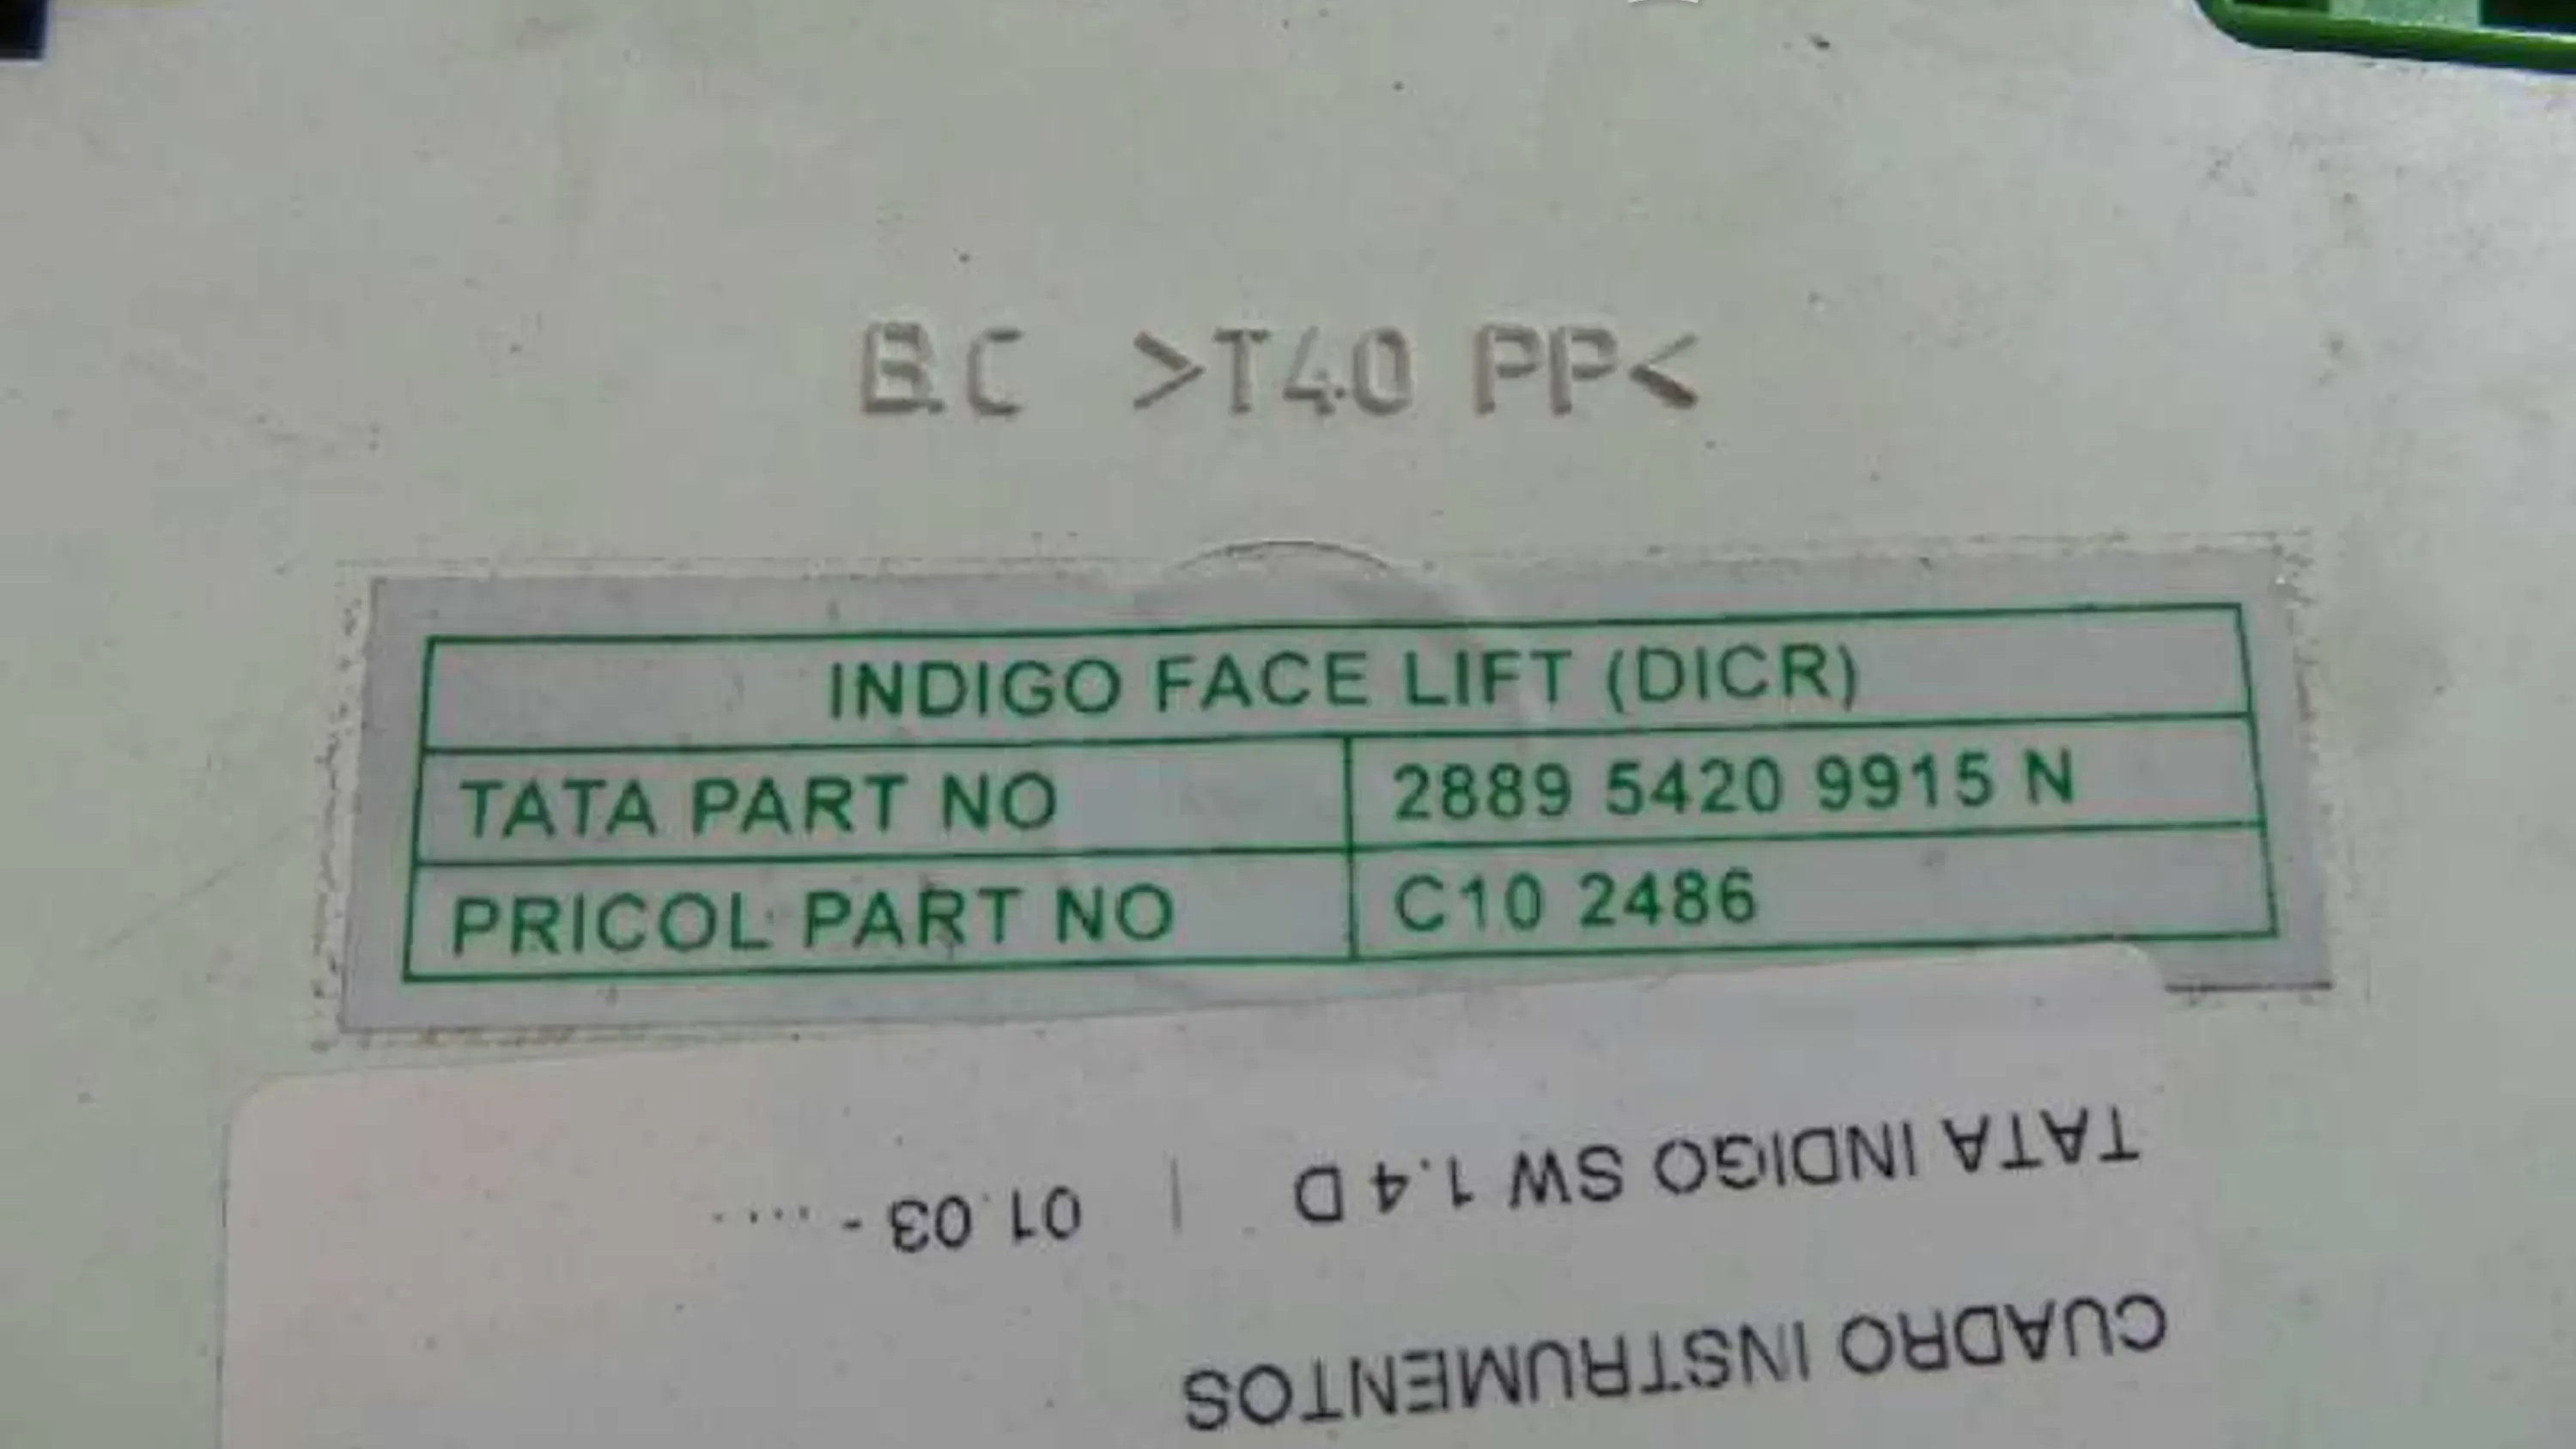 B.C >T40 PP<
INDIGO FACE LIFT (DICR)
TATA PART NO 2889 5420 9915 N
PRICOL PART NO C10 2486
CUADRO INSTRUMENTOS
TATA INDIGO SW 1.4 D | 01.03 - ....